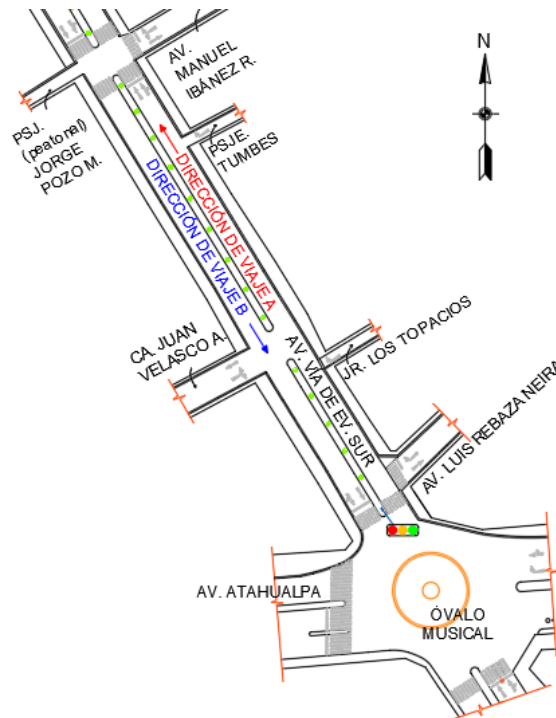 AV.
MANUEL
IBÁNEZ R.
N
PSJ.
(peatonal)
JORGE
POZO M.
PSJE.
TUMBES
DIRECCIÓN DE VIAJE A
DIRECCIÓN DE VIAJE B
CA. JUAN
VELASCO A.
AV. VÍA DE EV. SUR
JR. LOS TOPACIOS
AV. LUIS REBAZA NEIRA
AV. ATAHUALPA
ÓVALO
MUSICAL